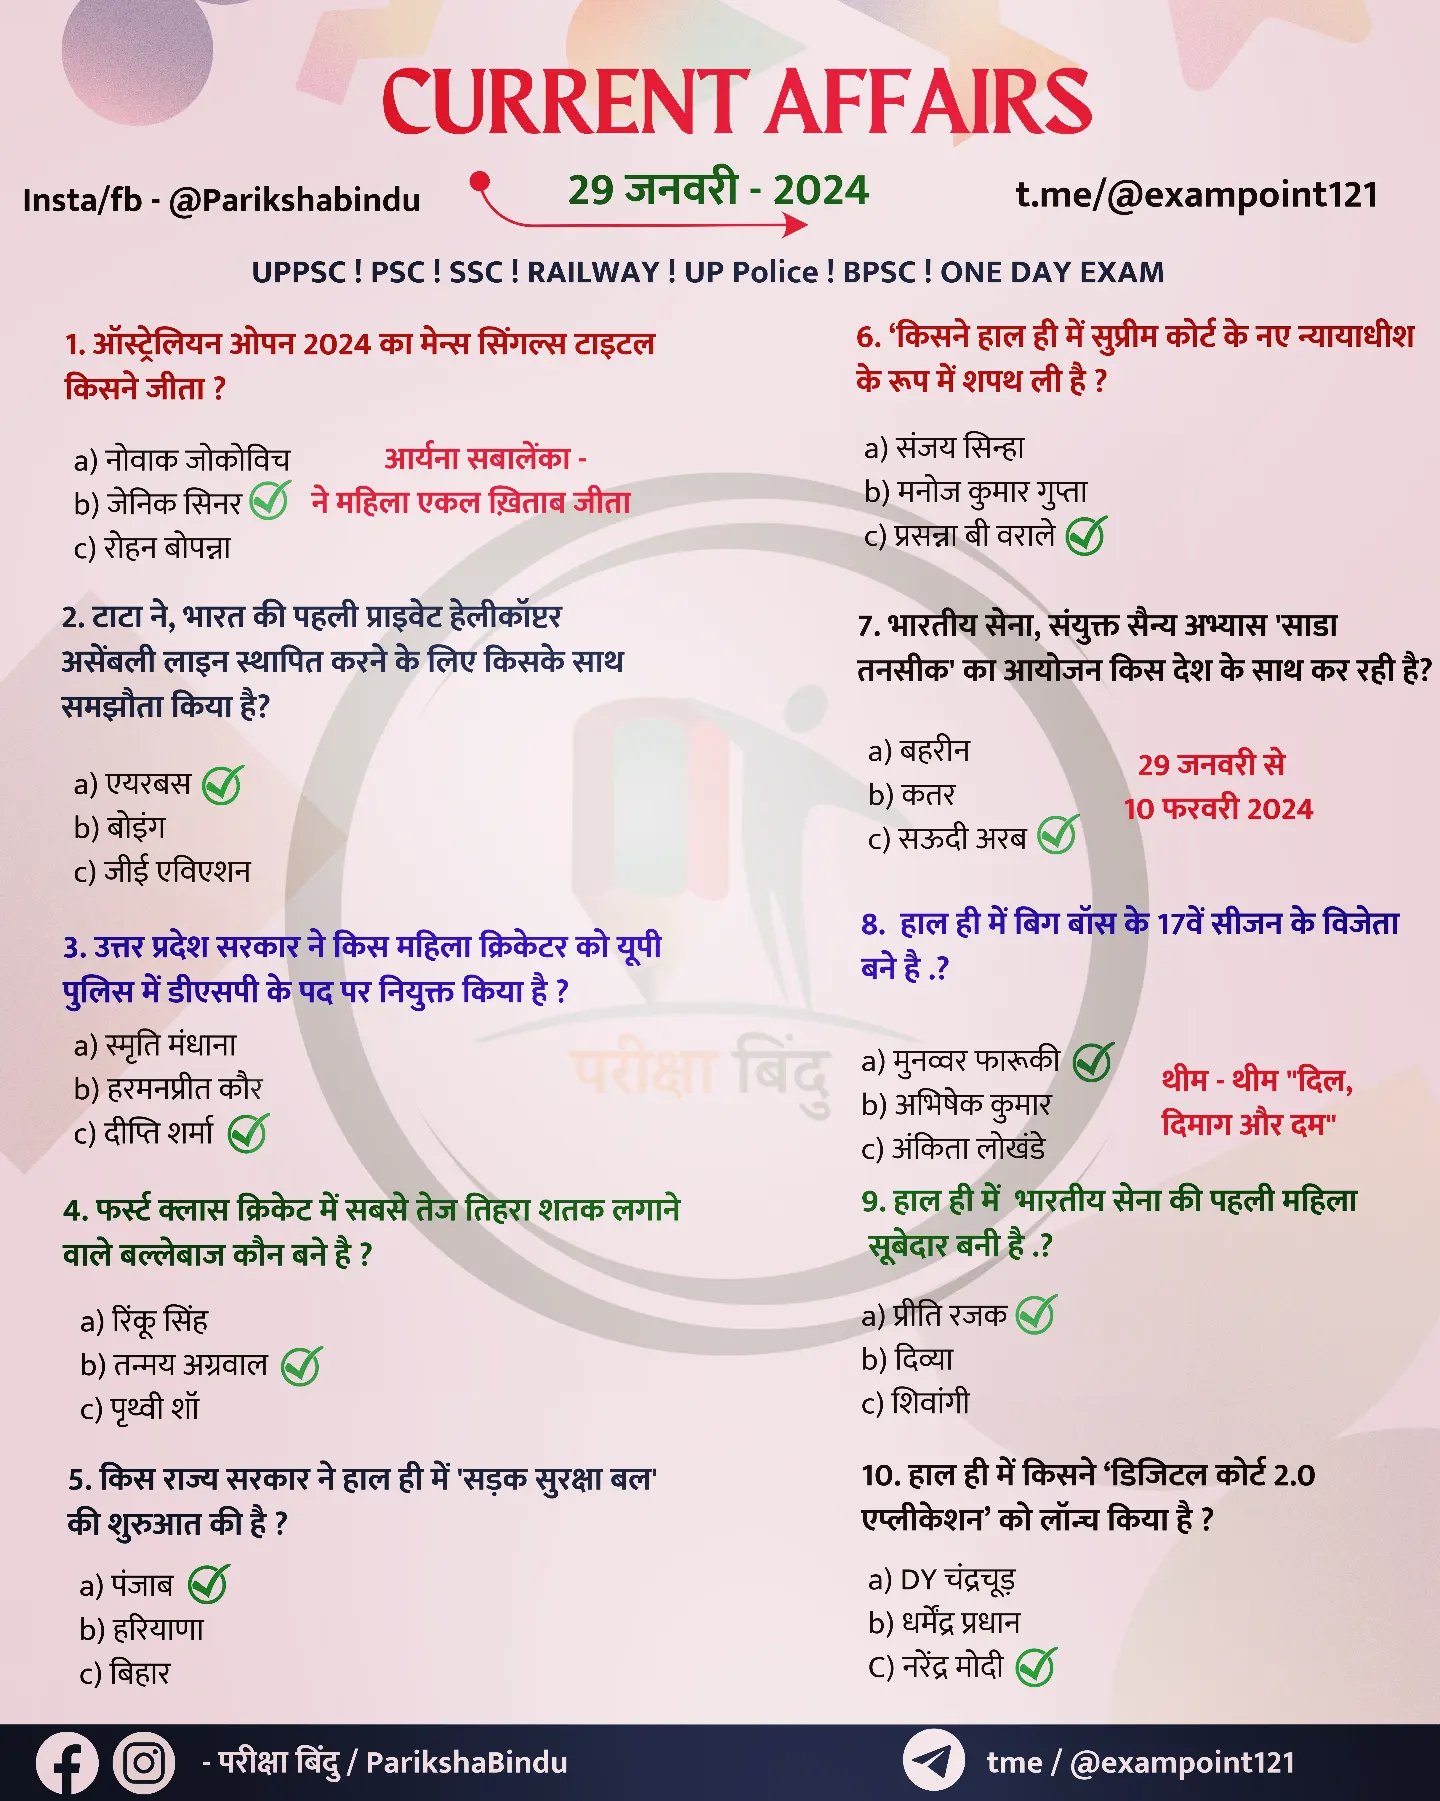 CURRENT AFFAIRS
Insta/fb - @Parikshabindu
29 जनवरी - 2024
t.me/@exampoint121
UPPSC ! PSC ! SSC ! RAILWAY ! UP Police ! BPSC ! ONE DAY EXAM
1. ऑस्ट्रेलियन ओपन 2024 का मेन्स सिंगल्स टाइटल
किसने जीता ?
a) नोवाक जोकोविच
b) जेनिक सिनर
c) रोहन बोपन्ना
आर्यना सबालेंका -
ने महिला एकल ख़िताब जीता
2. टाटा ने, भारत की पहली प्राइवेट हेलीकॉप्टर
असेंबली लाइन स्थापित करने के लिए किसके साथ
समझौता किया है?
a) एयरबस
b) बोइंग
c) जीई एविएशन
3. उत्तर प्रदेश सरकार ने किस महिला क्रिकेटर को यूपी
पुलिस में डीएसपी के पद पर नियुक्त किया है ?
a) स्मृति मंधाना
b) हरमनप्रीत कौर
c) दीप्ति शर्मा
4. फर्स्ट क्लास क्रिकेट में सबसे तेज तिहरा शतक लगाने
वाले बल्लेबाज कौन बने है ?
a) रिंकू सिंह
b) तन्मय अग्रवाल
c) पृथ्वी शॉ
5. किस राज्य सरकार ने हाल ही में 'सड़क सुरक्षा बल'
की शुरुआत की है ?
a) पंजाब
b) हरियाणा
c) बिहार
6. ‘किसने हाल ही में सुप्रीम कोर्ट के नए न्यायाधीश
के रूप में शपथ ली है ?
a) संजय सिन्हा
b) मनोज कुमार गुप्ता
c) प्रसन्ना बी वराले
7. भारतीय सेना, संयुक्त सैन्य अभ्यास 'साडा
तनसीक' का आयोजन किस देश के साथ कर रही है?
a) बहरीन
b) कतर
c) सऊदी अरब
29 जनवरी से
10 फरवरी 2024
8. हाल ही में बिग बॉस के 17वें सीजन के विजेता
बने है .?
a) मुनव्वर फारूकी
b) अभिषेक कुमार
c) अंकिता लोखंडे
थीम - थीम "दिल,
दिमाग और दम"
9. हाल ही में भारतीय सेना की पहली महिला
सूबेदार बनी है .?
a) प्रीति रजक
b) दिव्या
c) शिवांगी
10. हाल ही में किसने ‘डिजिटल कोर्ट 2.0
एप्लीकेशन’ को लॉन्च किया है ?
a) DY चंद्रचूड़
b) धर्मेंद्र प्रधान
C) नरेंद्र मोदी
परीक्षा बिंदु
- परीक्षा बिंदु / ParikshaBindu
tme / @exampoint121